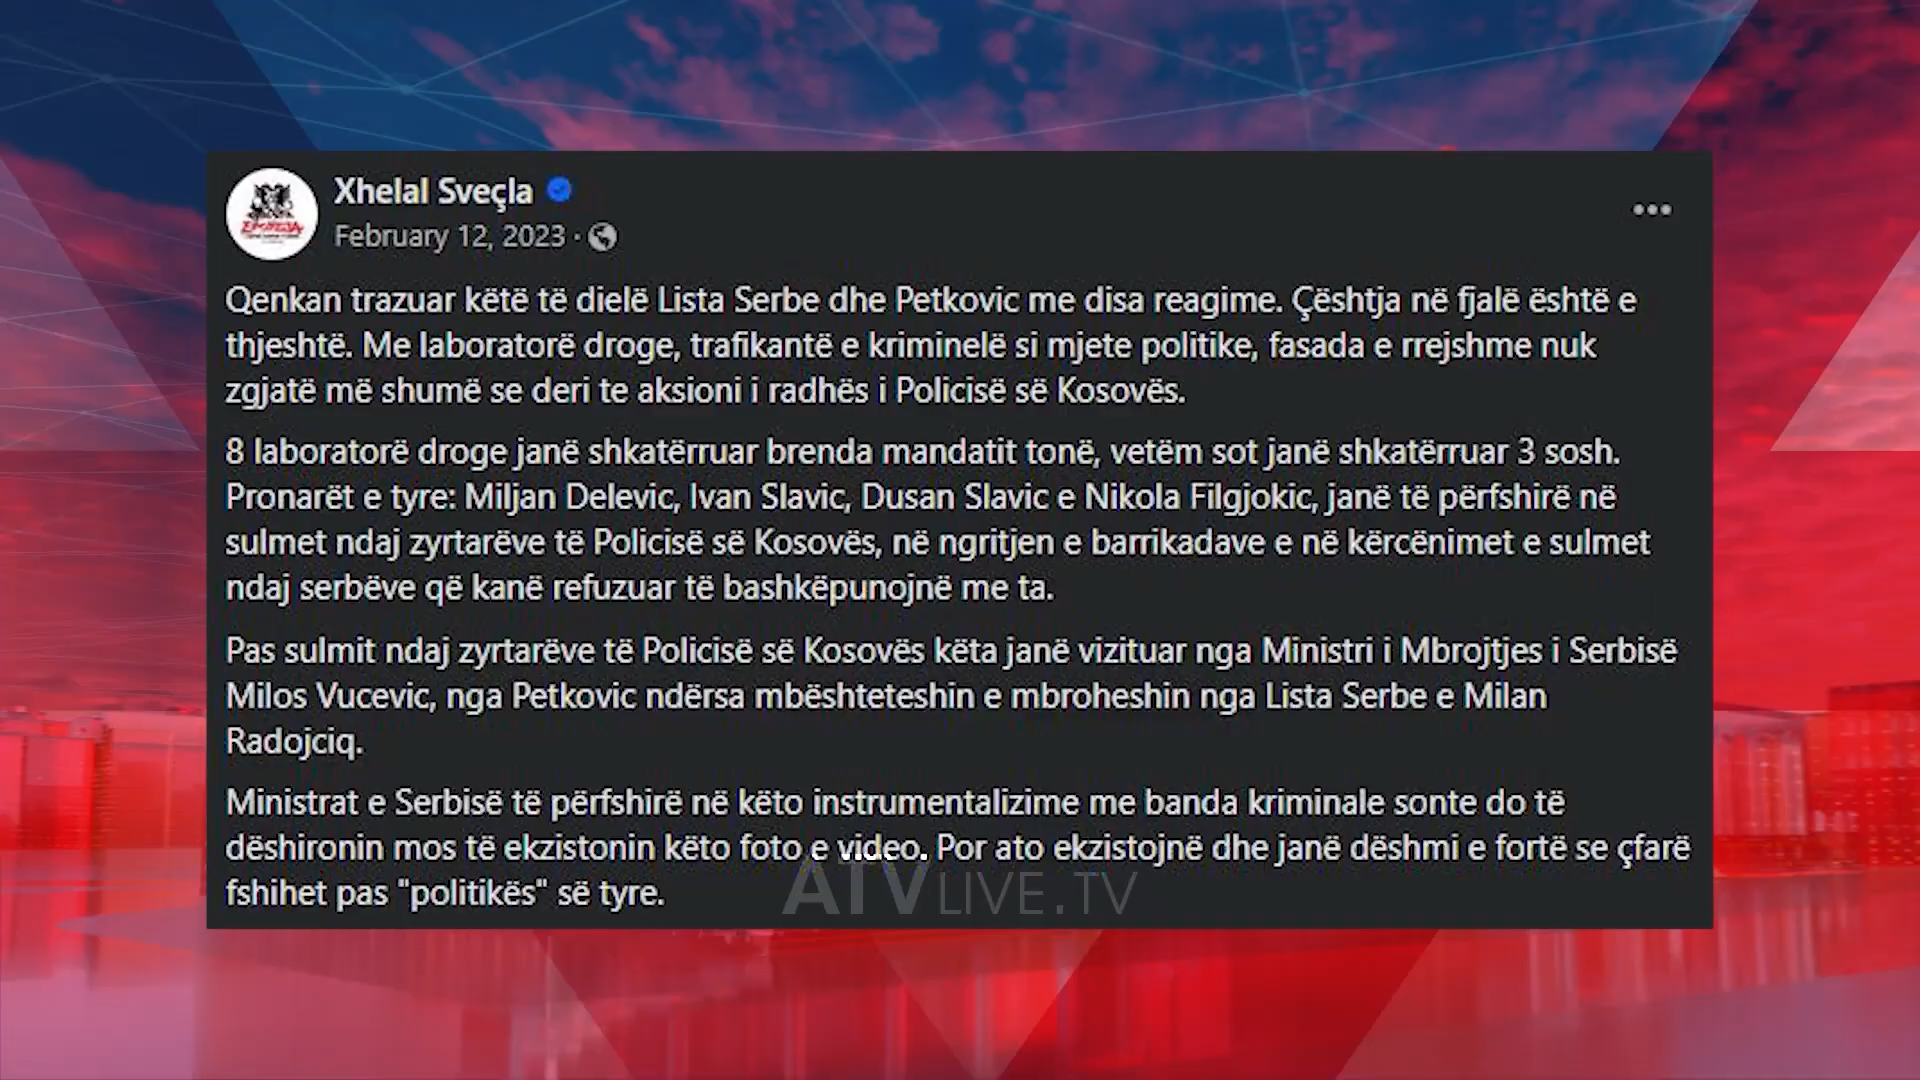 Xhelal Sveçla
February 12, 2023 ·
Qenkan trazuar këtë të dielë Lista Serbe dhe Petkovic me disa reagime. Çështja në fjalë është e
thjeshtë. Me laboratorë droge, trafikantë e kriminelë si mjete politike, fasada e rrejshme nuk
zgjatë më shumë se deri te aksioni i radhës i Policisë së Kosovës.
8 laboratorë droge janë shkatërruar brenda mandatit tonë, vetëm sot janë shkatërruar 3 sosh.
Pronarët e tyre: Miljan Delevic, Ivan Slavic, Dusan Slavic e Nikola Filgjokic, janë të përfshirë në
sulmet ndaj zyrtarëve të Policisë së Kosovës, në ngritjen e barrikadave e në kërcënimet e sulmet
ndaj serbëve që kanë refuzuar të bashkëpunojnë me ta.
Pas sulmit ndaj zyrtarëve të Policisë së Kosovës këta janë vizituar nga Ministri i Mbrojtjes i Serbisë
Milos Vucevic, nga Petkovic ndërsa mbështeteshin e mbroheshin nga Lista Serbe e Milan
Radojciq.
Ministrat e Serbisë të përfshirë në këto instrumentalizime me banda kriminale sonte do të
dëshironin mos të ekzistonin këto foto e video. Por ato ekzistojnë dhe janë dëshmi e fortë se çfarë
fshihet pas "politikës" së tyre.
ATVLIVE.TV